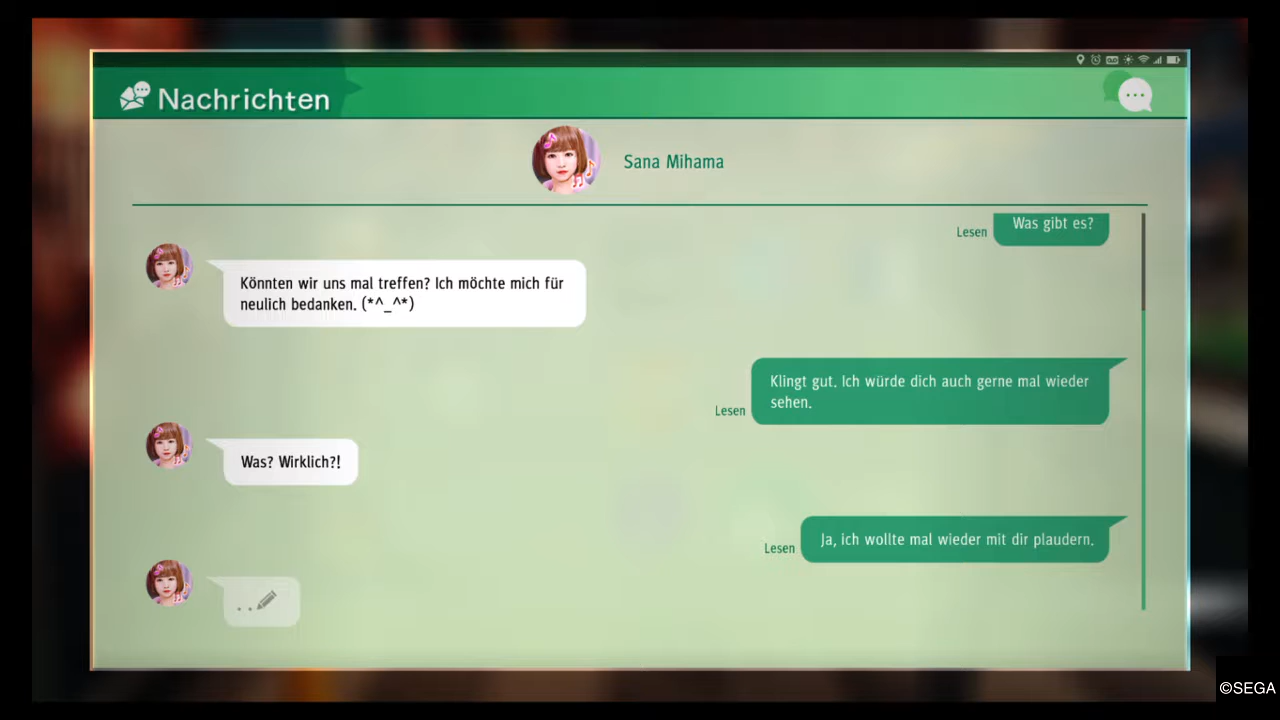 Nachrichten
Sana Mihama
Was gibt es?
Lesen
Könnten wir uns mal treffen? Ich möchte mich für
neulich bedanken. (*^_^*)
Klingt gut. Ich würde dich auch gerne mal wieder
sehen.
Lesen
Was? Wirklich?!
Ja, ich wollte mal wieder mit dir plaudern.
Lesen
©SEGA